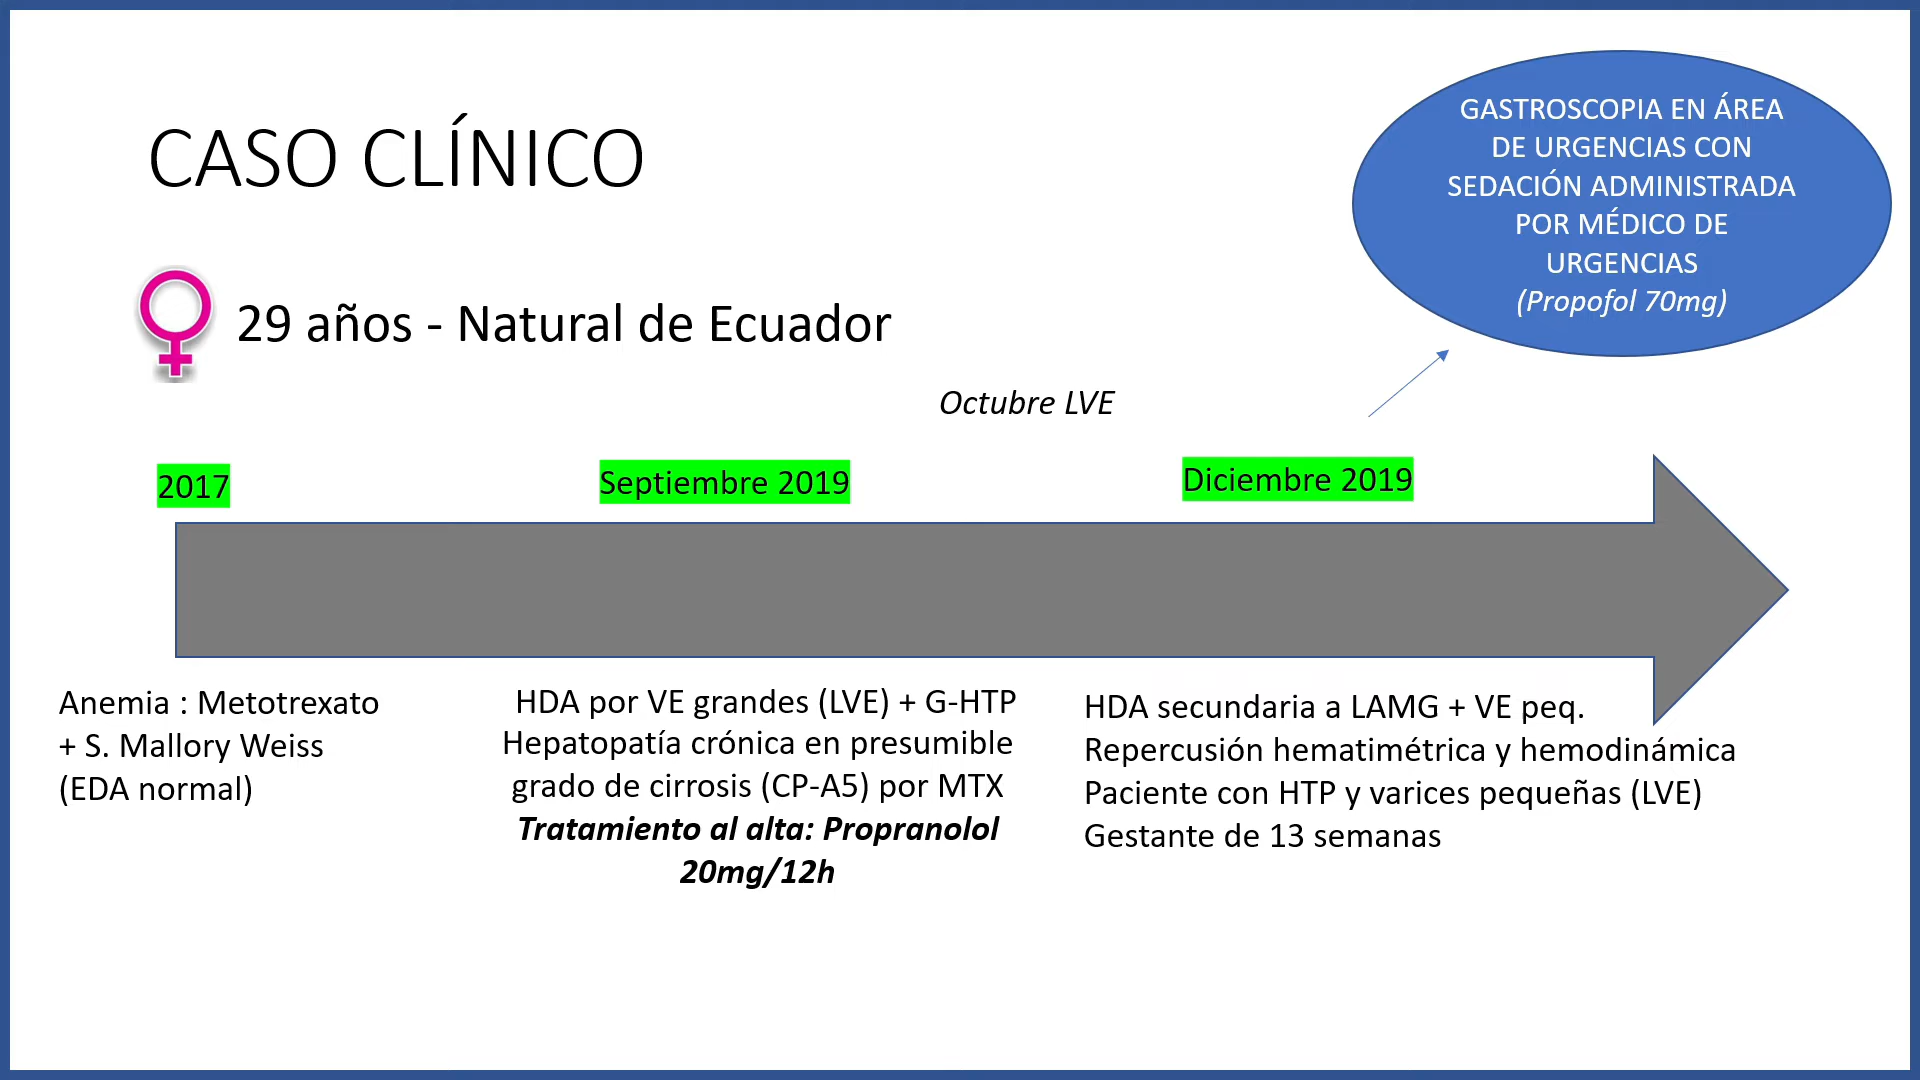 CASO CLÍNICO
GASTROSCOPIA EN ÁREA
DE URGENCIAS CON
SEDACIÓN ADMINISTRADA
POR MÉDICO DE
URGENCIAS
(Propofol 70mg)
29 años - Natural de Ecuador
Octubre LVE
2017
Septiembre 2019
Diciembre 2019
Anemia : Metotrexato
+ S. Mallory Weiss
(EDA normal)
HDA por VE grandes (LVE) + G-HTP
Hepatopatía crónica en presumible
grado de cirrosis (CP-A5) por MTX
Tratamiento al alta: Propranolol
20mg/12h
HDA secundaria a LAMG + VE peq.
Repercusión hematimétrica y hemodinámica
Paciente con HTP y varices pequeñas (LVE)
Gestante de 13 semanas